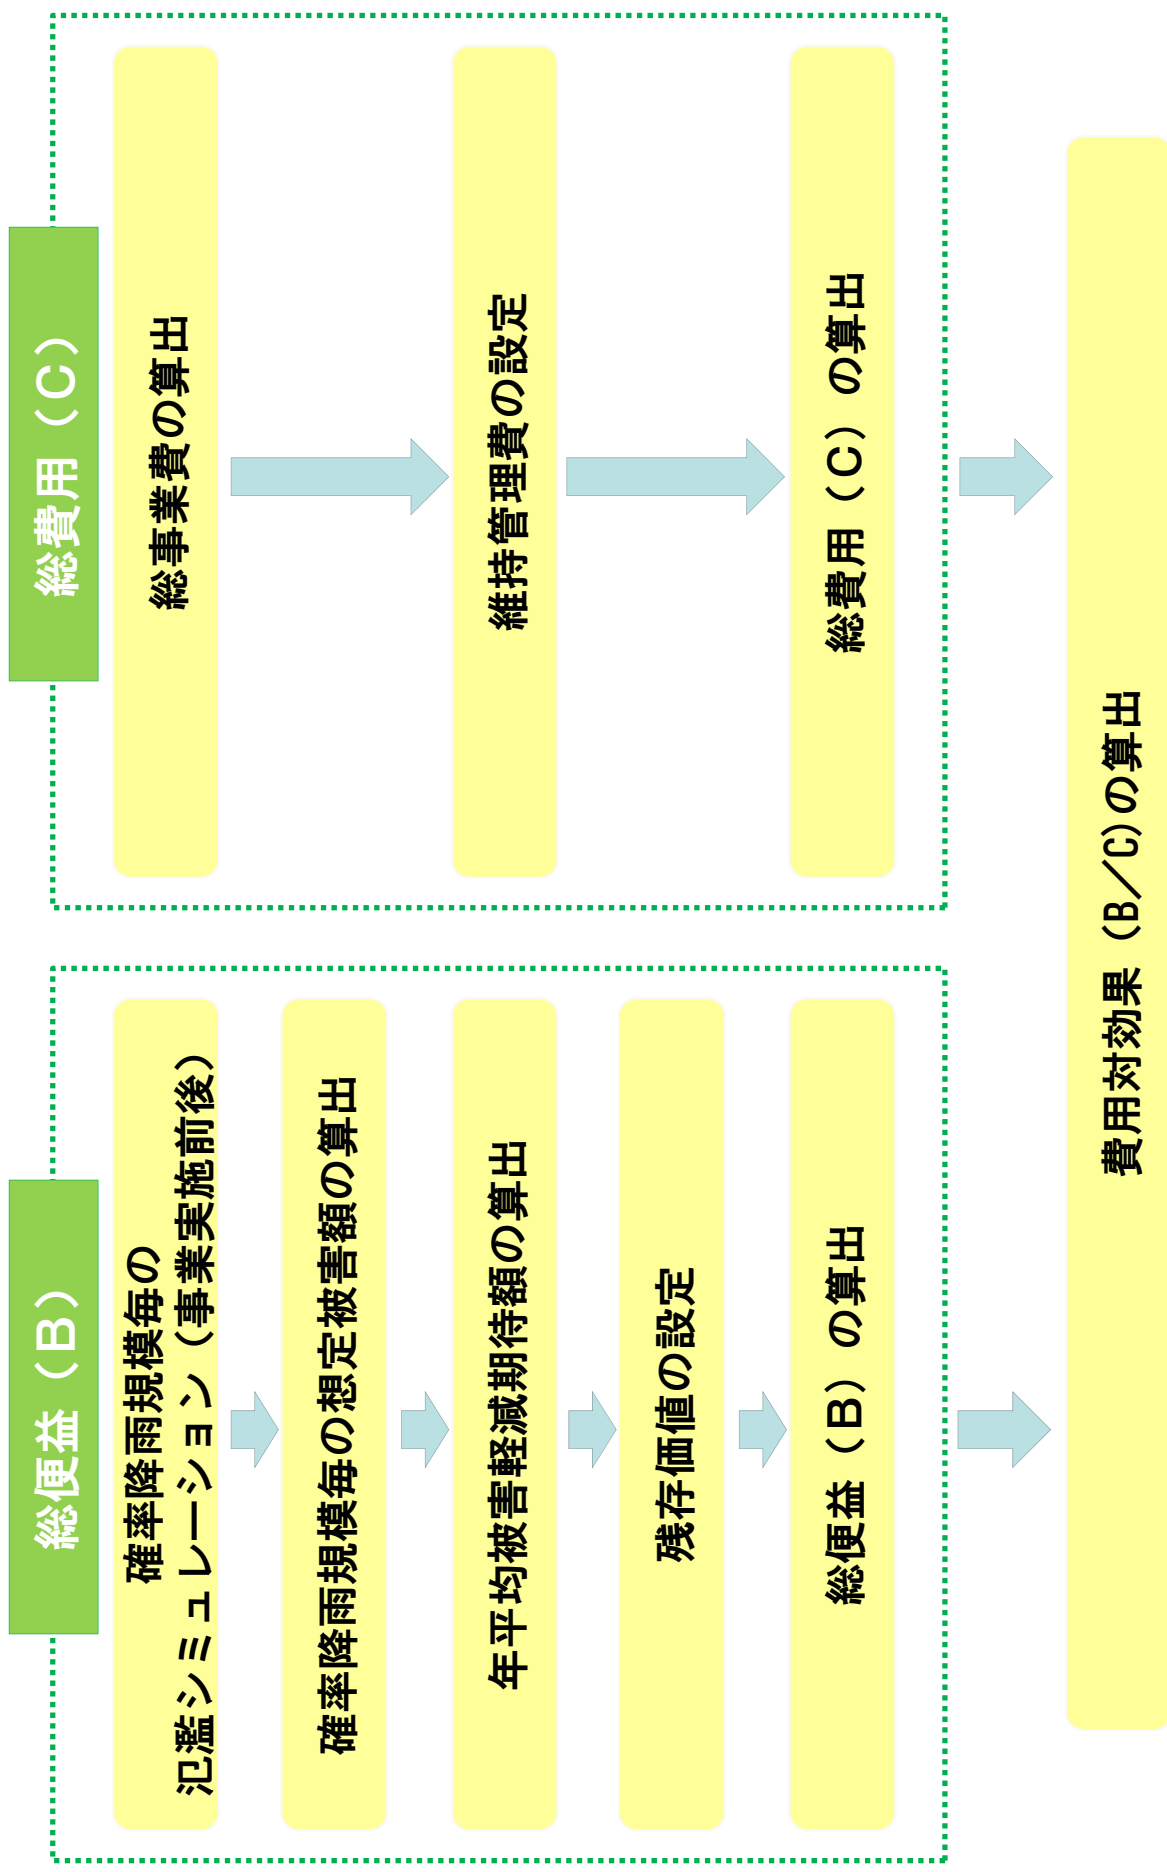 総便益（Ｂ）
確率降雨規模毎の
氾濫シミュレーション（事業実施前後）
確率降雨規模毎の想定被害額の算出
年平均被害軽減期待額の算出
残存価値の設定
総便益（Ｂ）の算出
総費用（Ｃ）
総事業費の算出
維持管理費の設定
総費用（Ｃ）の算出
費用対効果（B／C)の算出